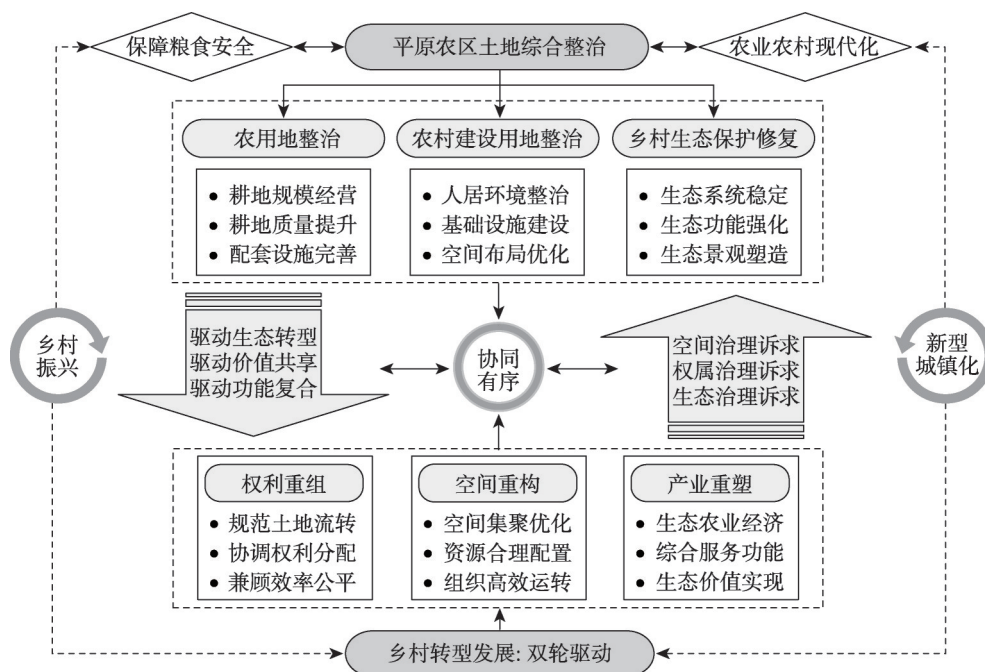 保障粮食安全
平原农区土地综合整治
农业农村现代化
农用地整治
农村建设用地整治
乡村生态保护修复
● 耕地规模经营
● 耕地质量提升
● 配套设施完善
● 人居环境整治
● 基础设施建设
● 空间布局优化
● 生态系统稳定
● 生态功能强化
● 生态景观塑造
乡村
振兴
驱动生态转型
驱动价值共享
驱动功能复合
协同
有序
空间治理诉求
权属治理诉求
生态治理诉求
新型
城镇化
权利重组
● 规范土地流转
● 协调权利分配
● 兼顾效率公平
空间重构
● 空间集聚优化
● 资源合理配置
● 组织高效运转
产业重塑
● 生态农业经济
● 综合服务功能
● 生态价值实现
乡村转型发展: 双轮驱动